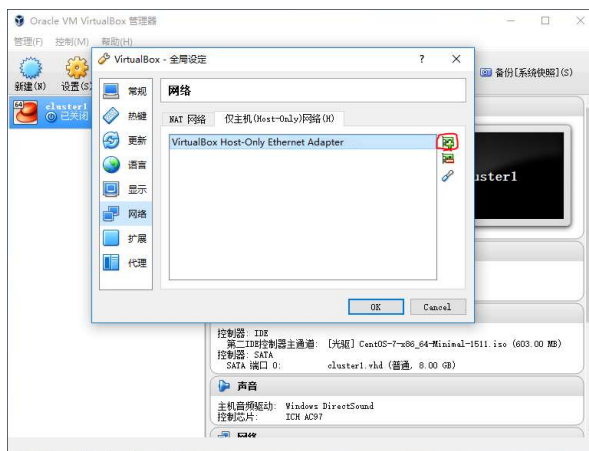 Oracle VM VirtualBox 管理器
管理(F) 控制(M) 帮助(H)
新建(N) 设置(S)
备份[系统快照](S)
64
cluster1
已关闭
VirtualBox - 全局设定 ? ×
常规
热键
更新
语言
显示
网络
扩展
代理
网络
NAT 网络 仅主机(Host-Only)网络(H)
VirtualBox Host-Only Ethernet Adapter
OK Cancel
uster1
控制器: IDE
第二IDE控制器主通道: [光驱] CentOS-7-x86_64-Minimal-1511.iso (603.00 MB)
控制器: SATA
SATA 端口 0: cluster1.vhd (普通, 8.00 GB)
声音
主机音频驱动: Windows DirectSound
控制芯片: ICH AC97
网络